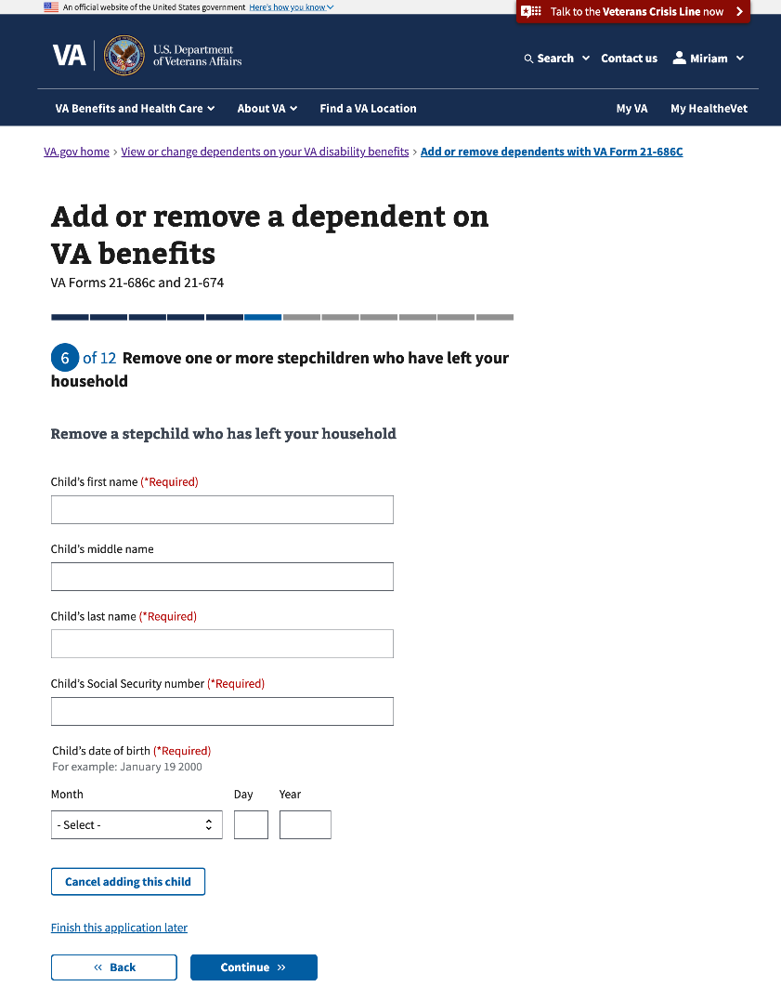 An official website of the United States government Here's how you know
Talk to the Veterans Crisis Line now
VA
U.S. Department
of Veterans Affairs
Search Contact us Miriam
VA Benefits and Health Care About VA Find a VA Location My VA My HealtheVet
VA.gov home › View or change dependents on your VA disability benefits › Add or remove dependents with VA Form 21-686C
Add or remove a dependent on
VA benefits
VA Forms 21-686c and 21-674
6 of 12 Remove one or more stepchildren who have left your
household
Remove a stepchild who has left your household
Child's first name (*Required)
Child's middle name
Child's last name (*Required)
Child's Social Security number (*Required)
Child's date of birth (*Required)
For example: January 19 2000
Month Day Year
- Select -
Cancel adding this child
Finish this application later
« Back Continue »